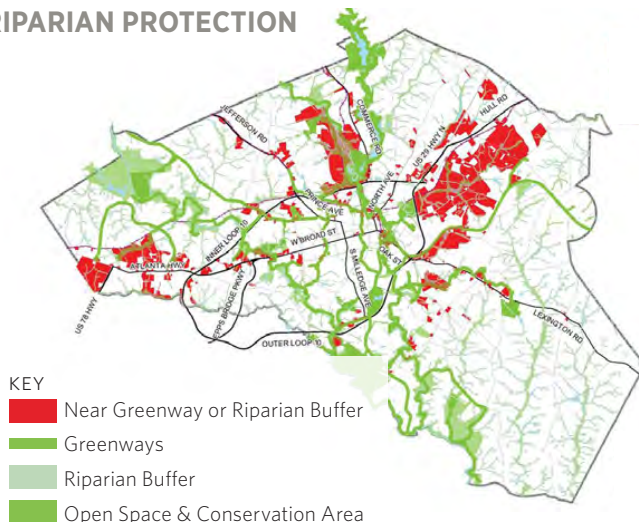 RIPARIAN PROTECTION
JEFFERSON RD
COMMERCE RD
HULL RD
US 29 HWY N
NORTH AVE
PRINCE AVE
INNER LOOP 10
W BROAD ST
OAK ST
S MILLEDGE AVE
ATLANTA HWY
US 78 HWY
EPPS BRIDGE PKWY
OUTER LOOP 10
LEXINGTON RD
KEY
Near Greenway or Riparian Buffer
Greenways
Riparian Buffer
Open Space & Conservation Area